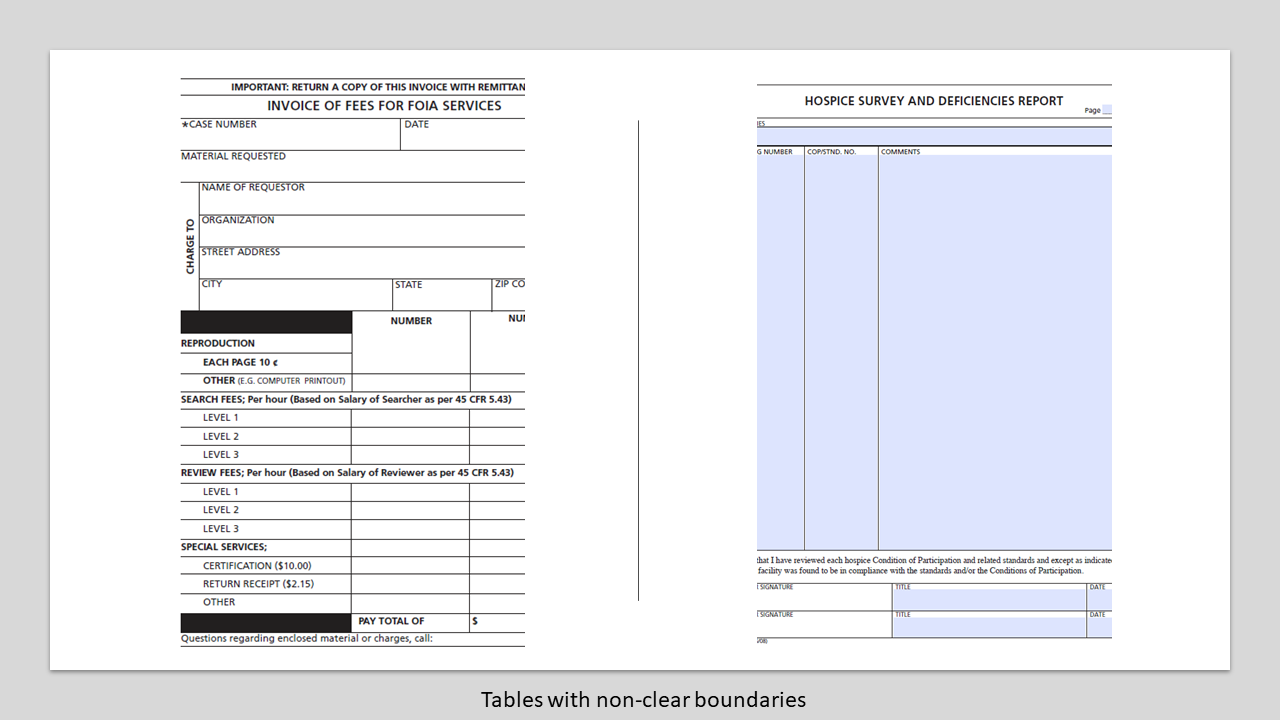 IMPORTANT: RETURN A COPY OF THIS INVOICE WITH REMITTAN
INVOICE OF FEES FOR FOIA SERVICES
*CASE NUMBER DATE
MATERIAL REQUESTED
CHARGE TO
NAME OF REQUESTOR
ORGANIZATION
STREET ADDRESS
CITY STATE ZIP CO
NUMBER NUM
REPRODUCTION
EACH PAGE 10 ¢
OTHER (E.G. COMPUTER PRINTOUT)
SEARCH FEES; Per hour (Based on Salary of Searcher as per 45 CFR 5.43)
LEVEL 1
LEVEL 2
LEVEL 3
REVIEW FEES; Per hour (Based on Salary of Reviewer as per 45 CFR 5.43)
LEVEL 1
LEVEL 2
LEVEL 3
SPECIAL SERVICES;
CERTIFICATION ($10.00)
RETURN RECEIPT ($2.15)
OTHER
PAY TOTAL OF $
Questions regarding enclosed material or charges, call:
HOSPICE SURVEY AND DEFICIENCIES REPORT
Page
IES
G NUMBER COP/STND. NO. COMMENTS
that I have reviewed each hospice Condition of Participation and related standards and except as indicate
facility was found to be in compliance with the standards and/or the Conditions of Participation.
SIGNATURE TITLE DATE
SIGNATURE TITLE DATE
Tables with non-clear boundaries